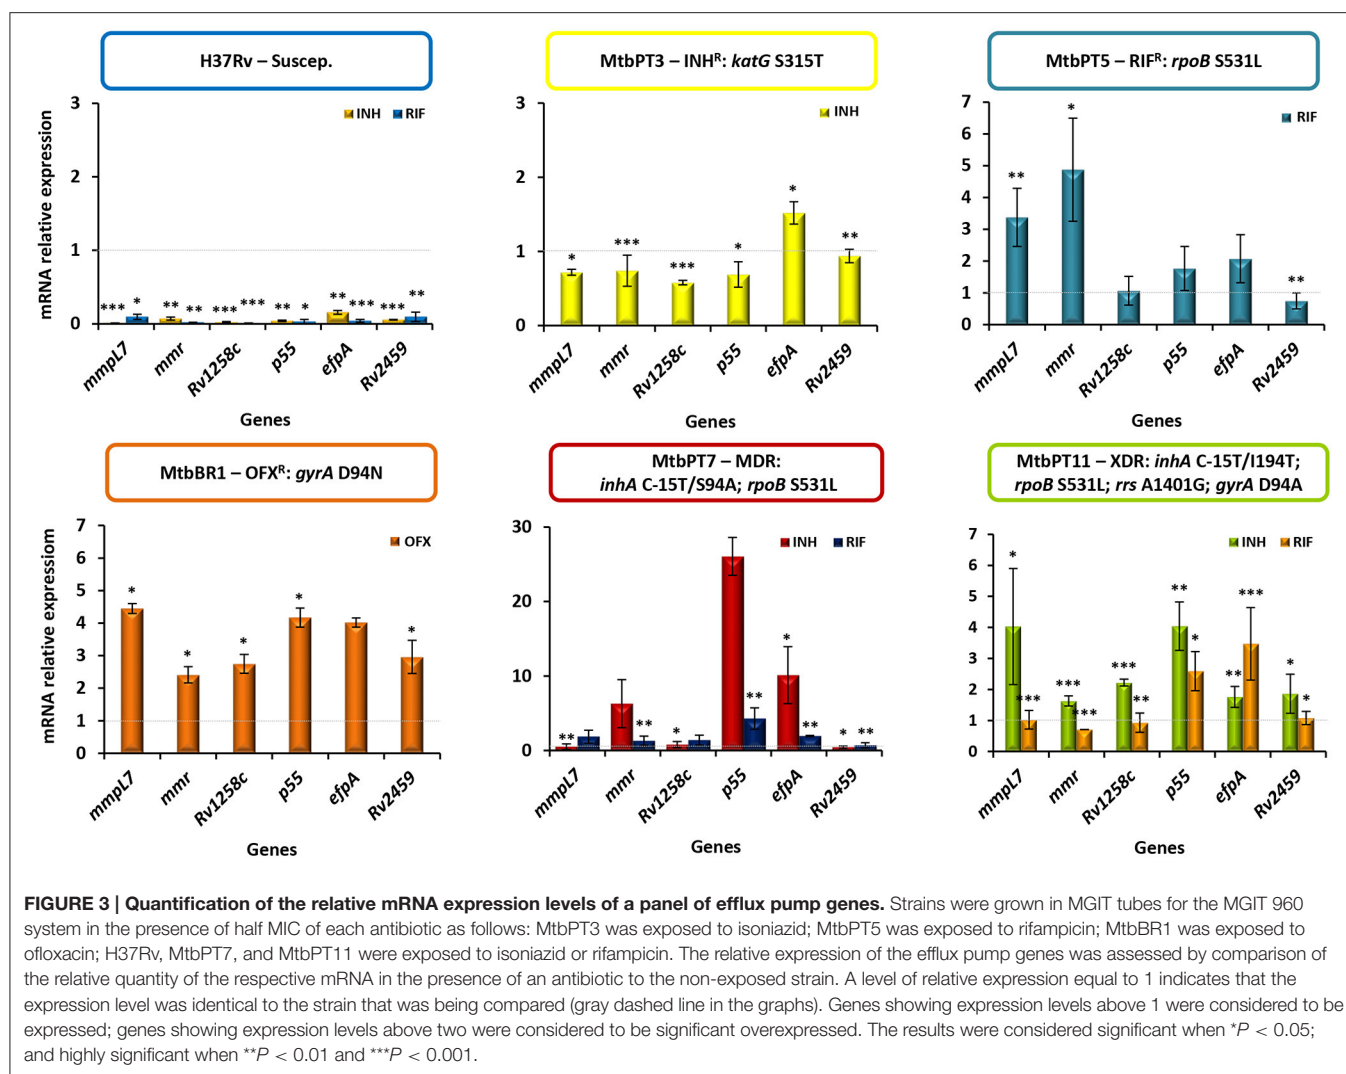 H37Rv – Suscep.
3
2
1
0
mRNA relative expression
INH RIF
*** * ** ** *** *** ** * ** *** *** **
mmpL7 mmr Rv1258c p55 efpA Rv2459
Genes
MtbPT3 – INHᴿ: katG S315T
3
2
1
0
INH
* *** *** * * **
mmpL7 mmr Rv1258c p55 efpA Rv2459
Genes
MtbPT5 – RIFᴿ: rpoB S531L
7
6
5
4
3
2
1
0
RIF
** * **
mmpL7 mmr Rv1258c p55 efpA Rv2459
Genes
MtbBR1 – OFXᴿ: gyrA D94N
7
6
5
4
3
2
1
0
mRNA relative expressiom
OFX
* * * * *
mmpL7 mmr Rv1258c p55 efpA Rv2459
Genes
MtbPT7 – MDR:
inhA C-15T/S94A; rpoB S531L
30
20
10
0
INH RIF
** ** * ** * ** * **
mmpL7 mmr Rv1258c p55 efpA Rv2459
Genes
MtbPT11 – XDR: inhA C-15T/I194T;
rpoB S531L; rrs A1401G; gyrA D94A
7
6
5
4
3
2
1
0
INH RIF
* *** *** *** *** ** ** * ** *** * *
mmpL7 mmr Rv1258c p55 efpA Rv2459
Genes
FIGURE 3 | Quantification of the relative mRNA expression levels of a panel of efflux pump genes. Strains were grown in MGIT tubes for the MGIT 960
system in the presence of half MIC of each antibiotic as follows: MtbPT3 was exposed to isoniazid; MtbPT5 was exposed to rifampicin; MtbBR1 was exposed to
ofloxacin; H37Rv, MtbPT7, and MtbPT11 were exposed to isoniazid or rifampicin. The relative expression of the efflux pump genes was assessed by comparison of
the relative quantity of the respective mRNA in the presence of an antibiotic to the non-exposed strain. A level of relative expression equal to 1 indicates that the
expression level was identical to the strain that was being compared (gray dashed line in the graphs). Genes showing expression levels above 1 were considered to be
expressed; genes showing expression levels above two were considered to be significant overexpressed. The results were considered significant when *P < 0.05;
and highly significant when **P < 0.01 and ***P < 0.001.